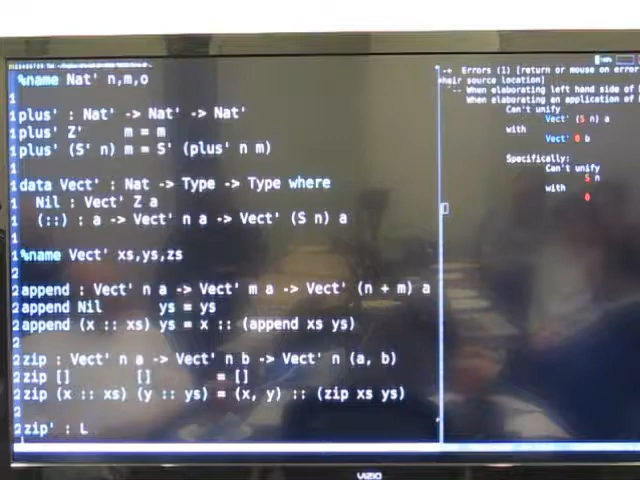 %name Nat' n,m,o
plus' : Nat' -> Nat' -> Nat'
plus' Z' m = m
plus' (S' n) m = S' (plus' n m)
data Vect' : Nat -> Type -> Type where
Nil : Vect' Z a
(::) : a -> Vect' n a -> Vect' (S n) a
%name Vect' xs,ys,zs
append : Vect' n a -> Vect' m a -> Vect' (n + m) a
append Nil ys = ys
append (x :: xs) ys = x :: (append xs ys)
zip : Vect' n a -> Vect' n b -> Vect' n (a, b)
zip [] [] = []
zip (x :: xs) (y :: ys) = (x, y) :: (zip xs ys)
zip' : L
Errors (1) [return or mouse on error
their source location]
When elaborating left hand side of
When elaborating an application of
Can't unify
Vect' (S n) a
with
Vect' 0 b
Specifically:
Can't unify
S n
with
0
VIZIO